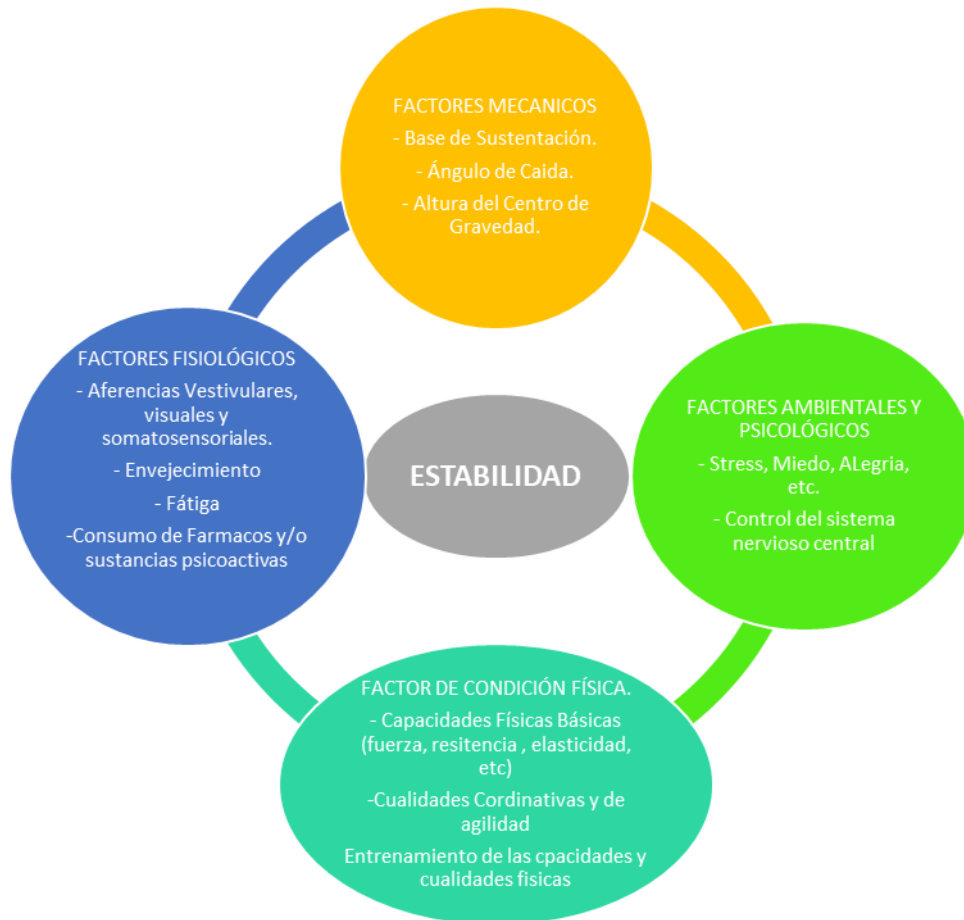 FACTORES MECANICOS
- Base de Sustentación.
- Ángulo de Caida.
- Altura del Centro de
Gravedad.
FACTORES FISIOLÓGICOS
- Aferencias Vestivulares,
visuales y
somatosensoriales.
- Envejecimiento
- Fátiga
-Consumo de Farmacos y/o
sustancias psicoactivas
ESTABILIDAD
FACTORES AMBIENTALES Y
PSICOLÓGICOS
- Stress, Miedo, ALegria,
etc.
- Control del sistema
nervioso central
FACTOR DE CONDICIÓN FÍSICA.
- Capacidades Físicas Básicas
(fuerza, resitencia , elasticidad,
etc)
-Cualidades Cordinativas y de
agilidad
Entrenamiento de las cpacidades y
cualidades fisicas